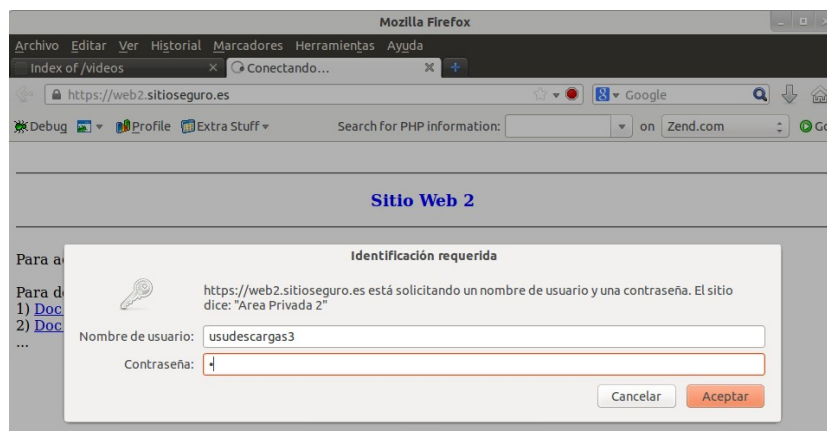 Mozilla Firefox
Archivo Editar Ver Historial Marcadores Herramientas Ayuda
Index of /videos Conectando...
https://web2.sitioseguro.es Google
Debug Profile Extra Stuff Search for PHP information: on Zend.com
Sitio Web 2
Para
Identificación requerida
https://web2.sitioseguro.es está solicitando un nombre de usuario y una contraseña. El sitio
dice: "Area Privada 2"
Para
1) Doc
2) Doc
...
Nombre de usuario: usudescargas3
Contraseña: •
Cancelar Aceptar